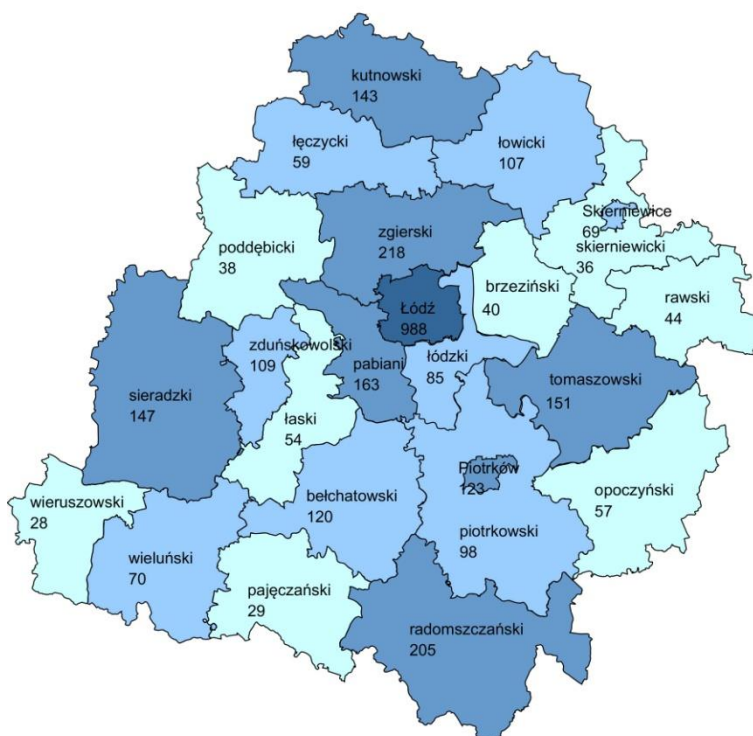 kutnowski
143
łęczycki
59
łowicki
107
Skierniewice
69
skierniewicki
36
zgierski
218
poddębicki
38
brzeziński
40
rawski
44
Łódź
988
zduńskowolski
109
pabiani
163
łódzki
85
tomaszowski
151
sieradzki
147
łaski
54
Piotrków
123
opoczyński
57
wieruszowski
28
bełchatowski
120
piotrkowski
98
wieluński
70
pajęczański
29
radomszczański
205